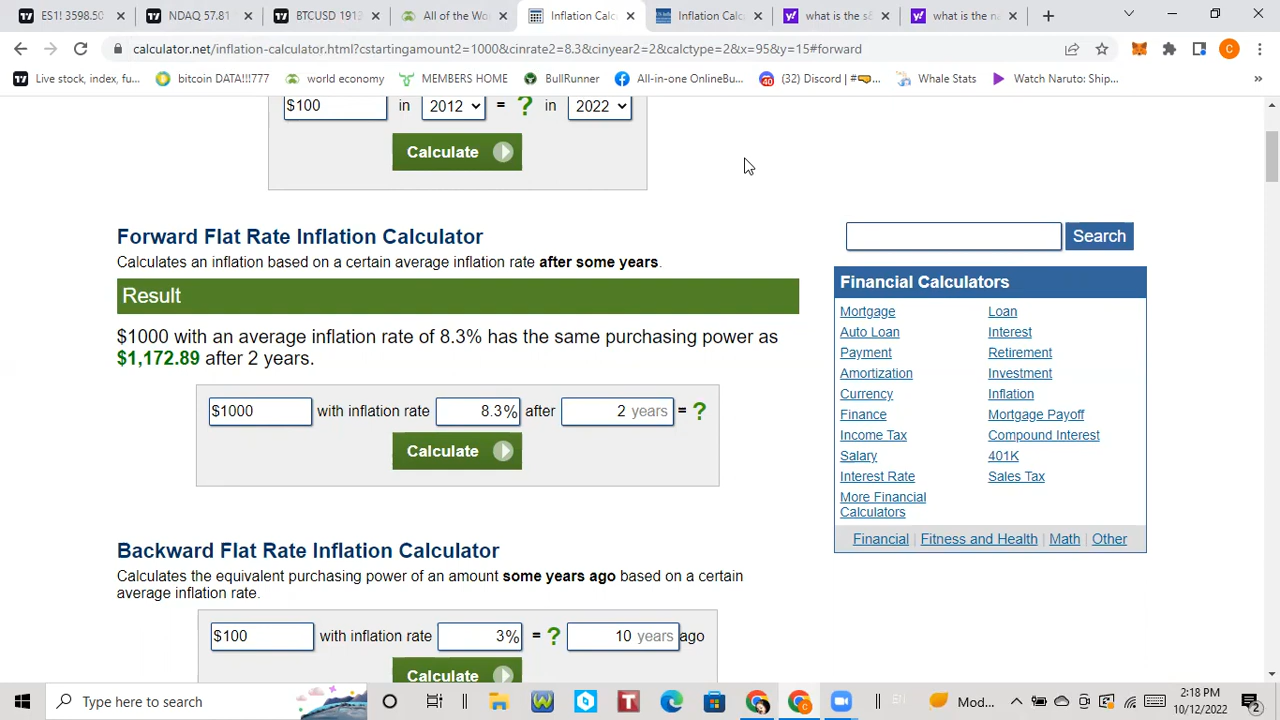 ES1! 3598.50
NDAQ 57.8
BTCUSD 191
All of the Wo
Inflation Calc
Inflation Calc
what is the s&
what is the na
calculator.net/inflation-calculator.html?cstartingamount2=1000&cinrate2=8.3&cinyear2=2&calctype=2&x=95&y=15#forward
C
Live stock, index, fu...
bitcoin DATA!!!777
world economy
MEMBERS HOME
BullRunner
All-in-one OnlineBu...
(32) Discord | #
Whale Stats
Watch Naruto: Ship...
»
$100 in 2012 = ? in 2022
Calculate
Forward Flat Rate Inflation Calculator
Calculates an inflation based on a certain average inflation rate after some years.
Result
$1000 with an average inflation rate of 8.3% has the same purchasing power as
$1,172.89 after 2 years.
$1000 with inflation rate 8.3% after 2 years = ?
Calculate
Backward Flat Rate Inflation Calculator
Calculates the equivalent purchasing power of an amount some years ago based on a certain
average inflation rate.
$100 with inflation rate 3% = ? 10 years ago
Calculate
Search
Financial Calculators
Mortgage Loan
Auto Loan Interest
Payment Retirement
Amortization Investment
Currency Inflation
Finance Mortgage Payoff
Income Tax Compound Interest
Salary 401K
Interest Rate Sales Tax
More Financial
Calculators
Financial | Fitness and Health | Math | Other
Type here to search
Mod...
2:18 PM
10/12/2022
2